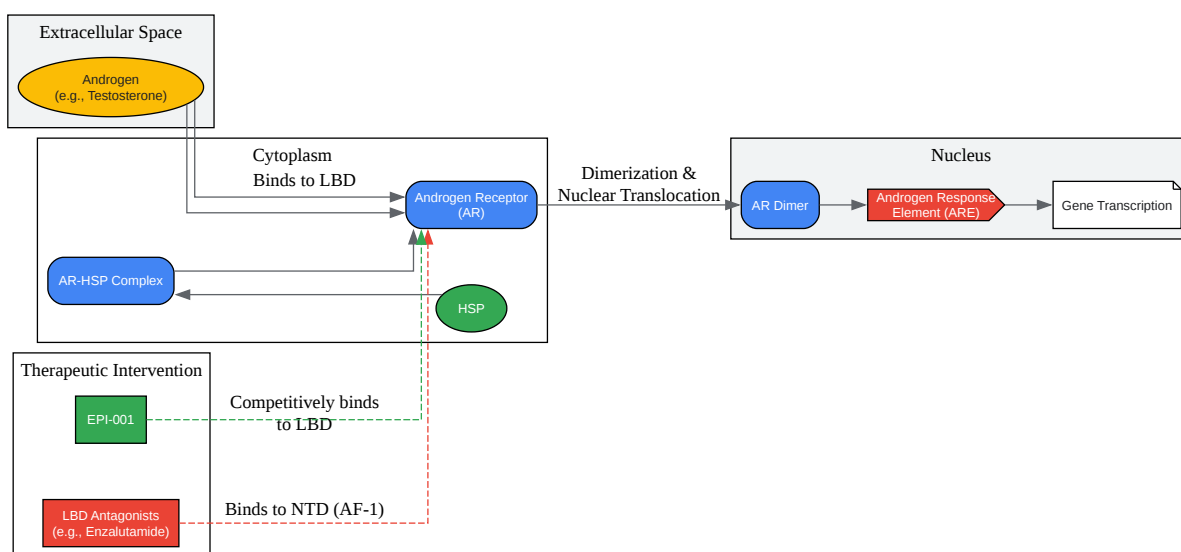 Extracellular Space
Androgen
(e.g., Testosterone)
Cytoplasm
Binds to LBD
Androgen Receptor
(AR)
AR-HSP Complex
HSP
Dimerization &
Nuclear Translocation
Nucleus
AR Dimer
Androgen Response
Element (ARE)
Gene Transcription
Therapeutic Intervention
EPI-001
Competitively binds
to LBD
LBD Antagonists
(e.g., Enzalutamide)
Binds to NTD (AF-1)